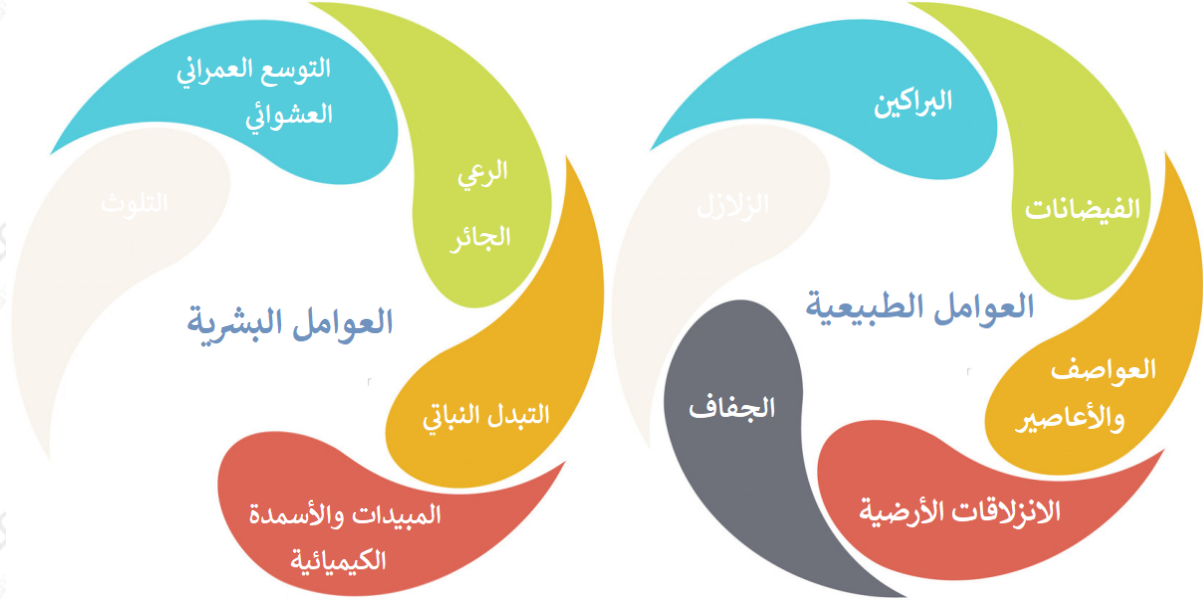 العوامل الطبيعية
البراكين
الفيضانات
العواصف
والأعاصير
الانزلاقات الأرضية
الجفاف
الزلازل
العوامل البشرية
التوسع العمراني
العشوائي
الرعي
الجائر
التبدل النباتي
المبيدات والأسمدة
الكيميائية
التلوث